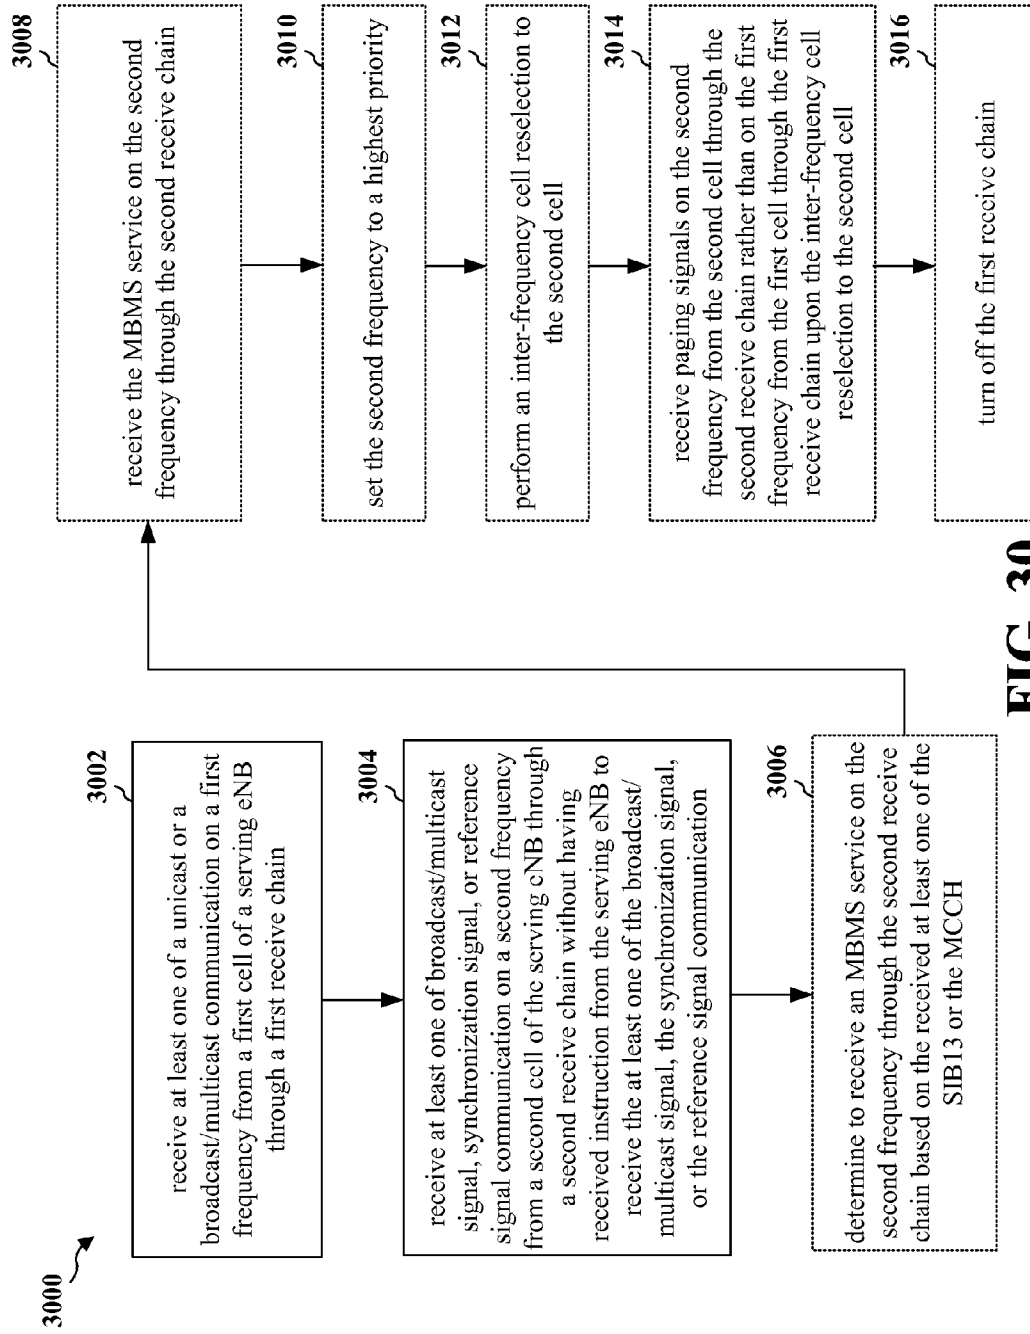 3000
3002
receive at least one of a unicast or a
broadcast/multicast communication on a first
frequency from a first cell of a serving eNB
through a first receive chain
3004
receive at least one of broadcast/multicast
signal, synchronization signal, or reference
signal communication on a second frequency
from a second cell of the serving eNB through
a second receive chain without having
received instruction from the serving eNB to
receive the at least one of the broadcast/
multicast signal, the synchronization signal,
or the reference signal communication
3006
determine to receive an MBMS service on the
second frequency through the second receive
chain based on the received at least one of the
SIB13 or the MCCH
3008
receive the MBMS service on the second
frequency through the second receive chain
3010
set the second frequency to a highest priority
3012
perform an inter-frequency cell reselection to
the second cell
3014
receive paging signals on the second
frequency from the second cell through the
second receive chain rather than on the first
frequency from the first cell through the first
receive chain upon the inter-frequency cell
reselection to the second cell
3016
turn off the first receive chain
FIG. 30